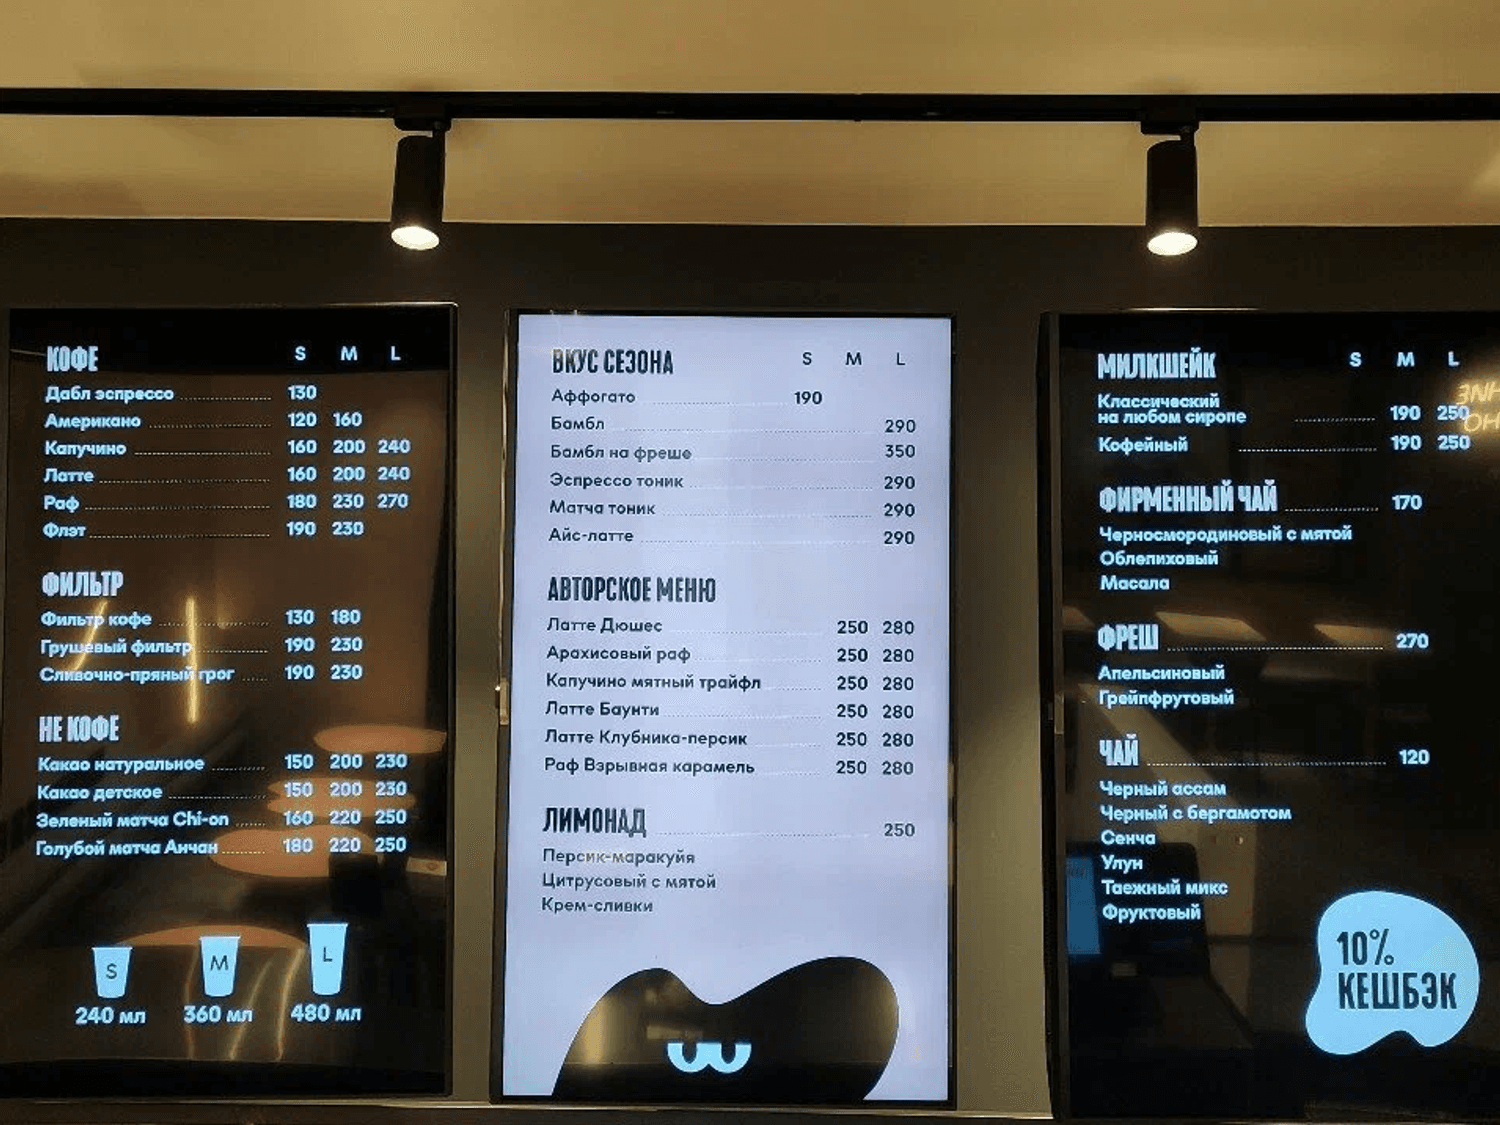 КОФЕ S M L
Дабл эспрессо 130
Американо 120 160
Капучино 160 200 240
Латте 160 200 240
Раф 180 230 270
Флэт 190 230
ФИЛЬТР
Фильтр кофе 130 180
Грушевый фильтр 190 230
Сливочно-пряный грог 190 230
НЕ КОФЕ
Какао натуральное 150 200 230
Какао детское 150 200 230
Зеленый матча Chi-on 160 220 250
Голубой матча Анчан 180 220 250
S M L
240 мл 360 мл 480 мл
ВКУС СЕЗОНА S M L
Аффогато 190
Бамбл 290
Бамбл на фреше 350
Эспрессо тоник 290
Матча тоник 290
Айс-латте 290
АВТОРСКОЕ МЕНЮ
Латте Дюшес 250 280
Арахисовый раф 250 280
Капучино мятный трайфл 250 280
Латте Баунти 250 280
Латте Клубника-персик 250 280
Раф Взрывная карамель 250 280
ЛИМОНАД 250
Персик-маракуйя
Цитрусовый с мятой
Крем-сливки
МИЛКШЕЙК S M L
Классический
на любом сиропе 190 250
Кофейный 190 250
ФИРМЕННЫЙ ЧАЙ 170
Черносмородиновый с мятой
Облепиховый
Масала
ФРЕШ 270
Апельсиновый
Грейпфрутовый
ЧАЙ 120
Черный ассам
Черный с бергамотом
Сенча
Улун
Таежный микс
Фруктовый
10%
КЕШБЭК